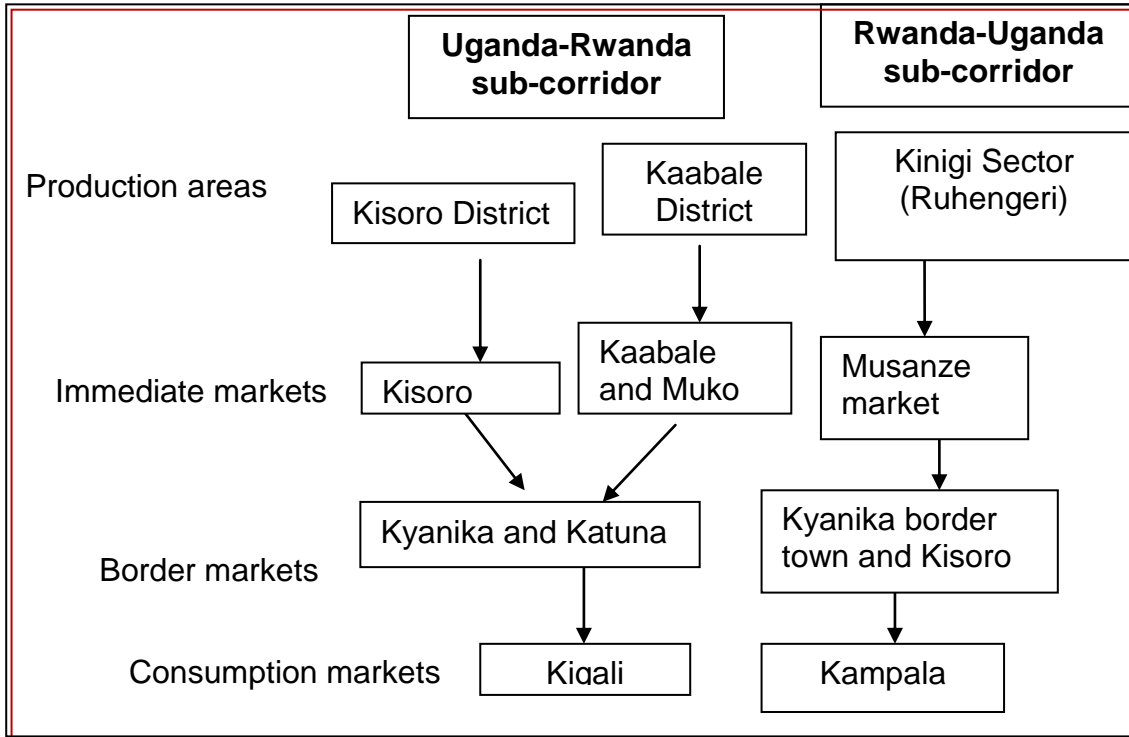 Uganda-Rwanda
sub-corridor
Rwanda-Uganda
sub-corridor
Production areas
Kisoro District
Kaabale
District
Kinigi Sector
(Ruhengeri)
Immediate markets
Kisoro
Kaabale
and Muko
Musanze
market
Border markets
Kyanika and Katuna
Kyanika border
town and Kisoro
Consumption markets
Kigali
Kampala